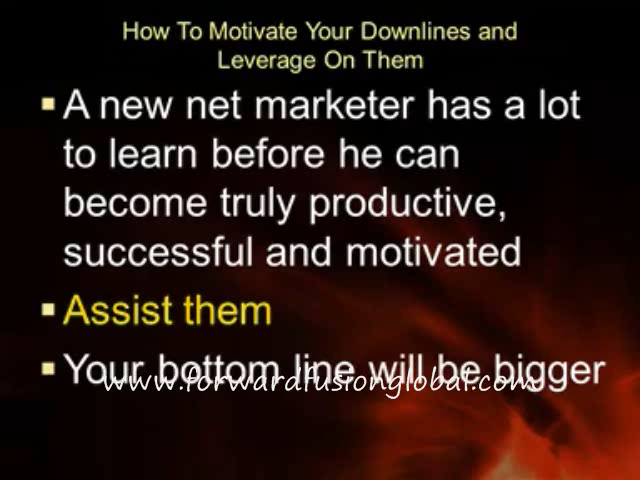 How To Motivate Your Downlines and
Leverage On Them
▪ A new net marketer has a lot
to learn before he can
become truly productive,
successful and motivated
▪ Assist them
▪ Your bottom line will be bigger
www.forwardfusionglobal.com